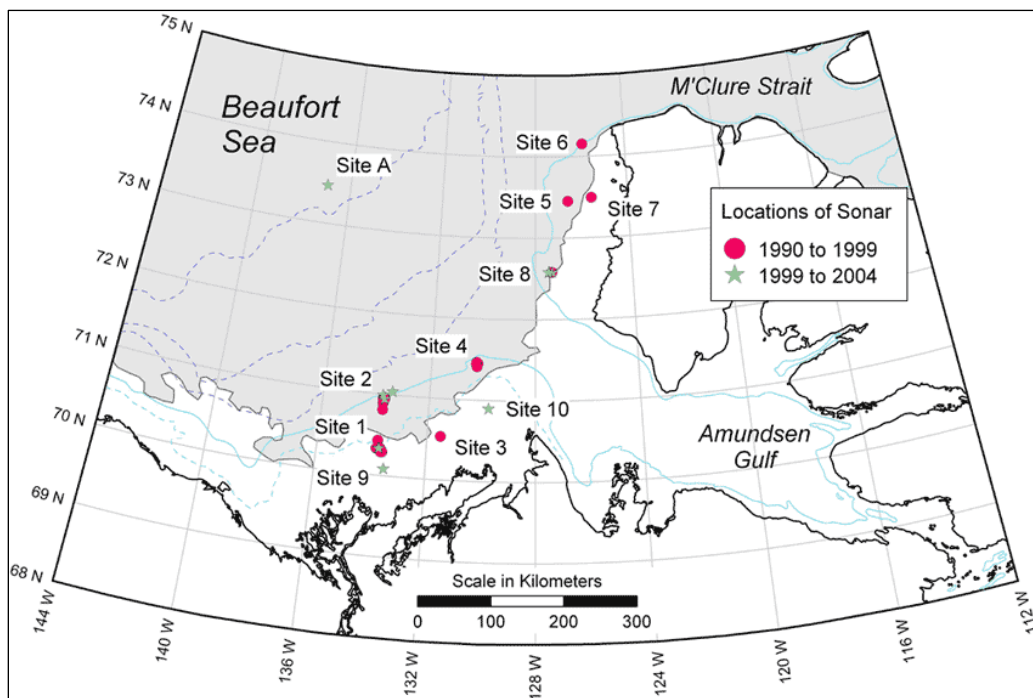 75 N
74 N
73 N
72 N
71 N
70 N
69 N
68 N
Beaufort
Sea
M'Clure Strait
Site A
Site 6
Site 5
Site 7
Site 8
Site 4
Site 2
Site 1
Site 10
Site 3
Site 9
Amundsen
Gulf
Locations of Sonar
1990 to 1999
1999 to 2004
Scale in Kilometers
0 100 200 300
144 W
140 W
136 W
132 W
128 W
124 W
120 W
116 W
112 W